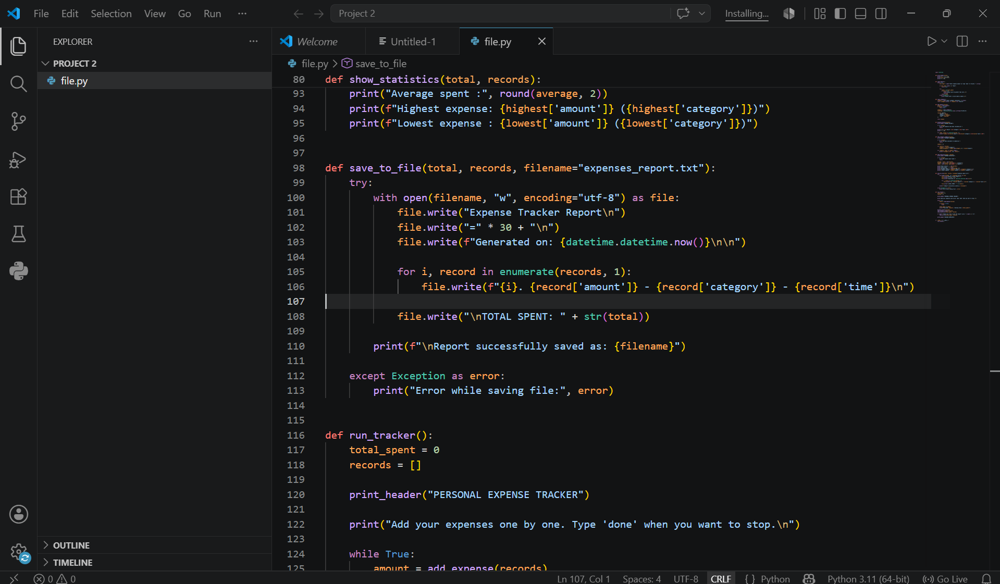 File Edit Selection View Go Run ··· Project 2 Installing...
EXPLORER ···
Welcome Untitled-1 file.py
PROJECT 2
file.py
file.py > save_to_file
80 def show_statistics(total, records):
93     print("Average spent :", round(average, 2))
94     print(f"Highest expense: {highest['amount']} ({highest['category']})")
95     print(f"Lowest expense : {lowest['amount']} ({lowest['category']})")
96
97
98 def save_to_file(total, records, filename="expenses_report.txt"):
99     try:
100         with open(filename, "w", encoding="utf-8") as file:
101             file.write("Expense Tracker Report\n")
102             file.write("=" * 30 + "\n")
103             file.write(f"Generated on: {datetime.datetime.now()}\n\n")
104
105             for i, record in enumerate(records, 1):
106                 file.write(f"{i}. {record['amount']} - {record['category']} - {record['time']}\n")
107
108             file.write("\nTOTAL SPENT: " + str(total))
109
110         print(f"\nReport successfully saved as: {filename}")
111
112     except Exception as error:
113         print("Error while saving file:", error)
114
115
116 def run_tracker():
117     total_spent = 0
118     records = []
119
120     print_header("PERSONAL EXPENSE TRACKER")
121
122     print("Add your expenses one by one. Type 'done' when you want to stop.\n")
123
124     while True:
125         amount = add_expense(records)
OUTLINE
TIMELINE
0 0 Ln 107, Col 1 Spaces: 4 UTF-8 CRLF {} Python Python 3.11 (64-bit) Go Live